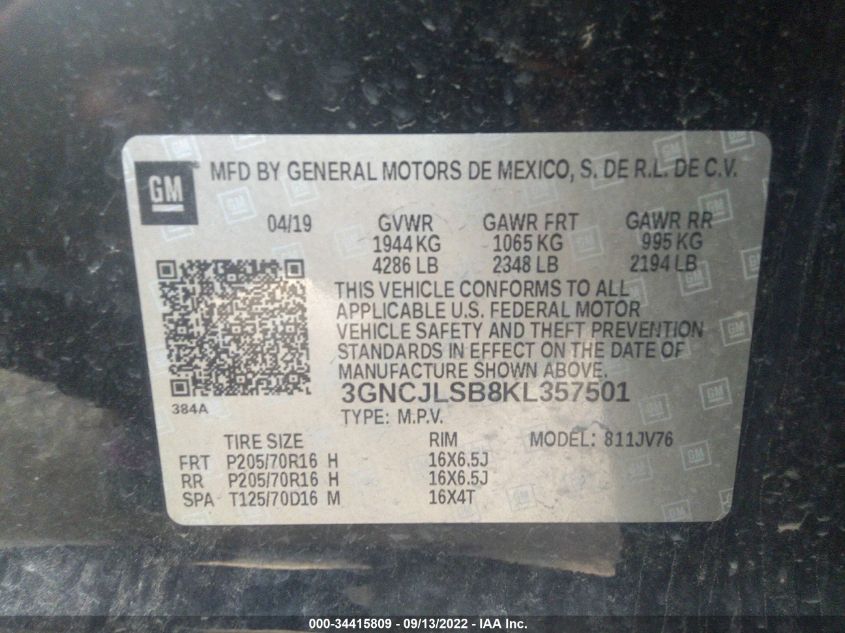 GM MFD BY GENERAL MOTORS DE MEXICO, S. DE R.L. DE C.V.
04/19 GVWR GAWR FRT GAWR RR
1944 KG 1065 KG 995 KG
4286 LB 2348 LB 2194 LB
THIS VEHICLE CONFORMS TO ALL
APPLICABLE U.S. FEDERAL MOTOR
VEHICLE SAFETY AND THEFT PREVENTION
STANDARDS IN EFFECT ON THE DATE OF
MANUFACTURE SHOWN ABOVE.
384A
3GNCJLSB8KL357501
TYPE: M.P.V.
TIRE SIZE RIM MODEL: 811JV76
FRT P205/70R16 H 16X6.5J
RR P205/70R16 H 16X6.5J
SPA T125/70D16 M 16X4T
000-34415809 - 09/13/2022 - IAA Inc.